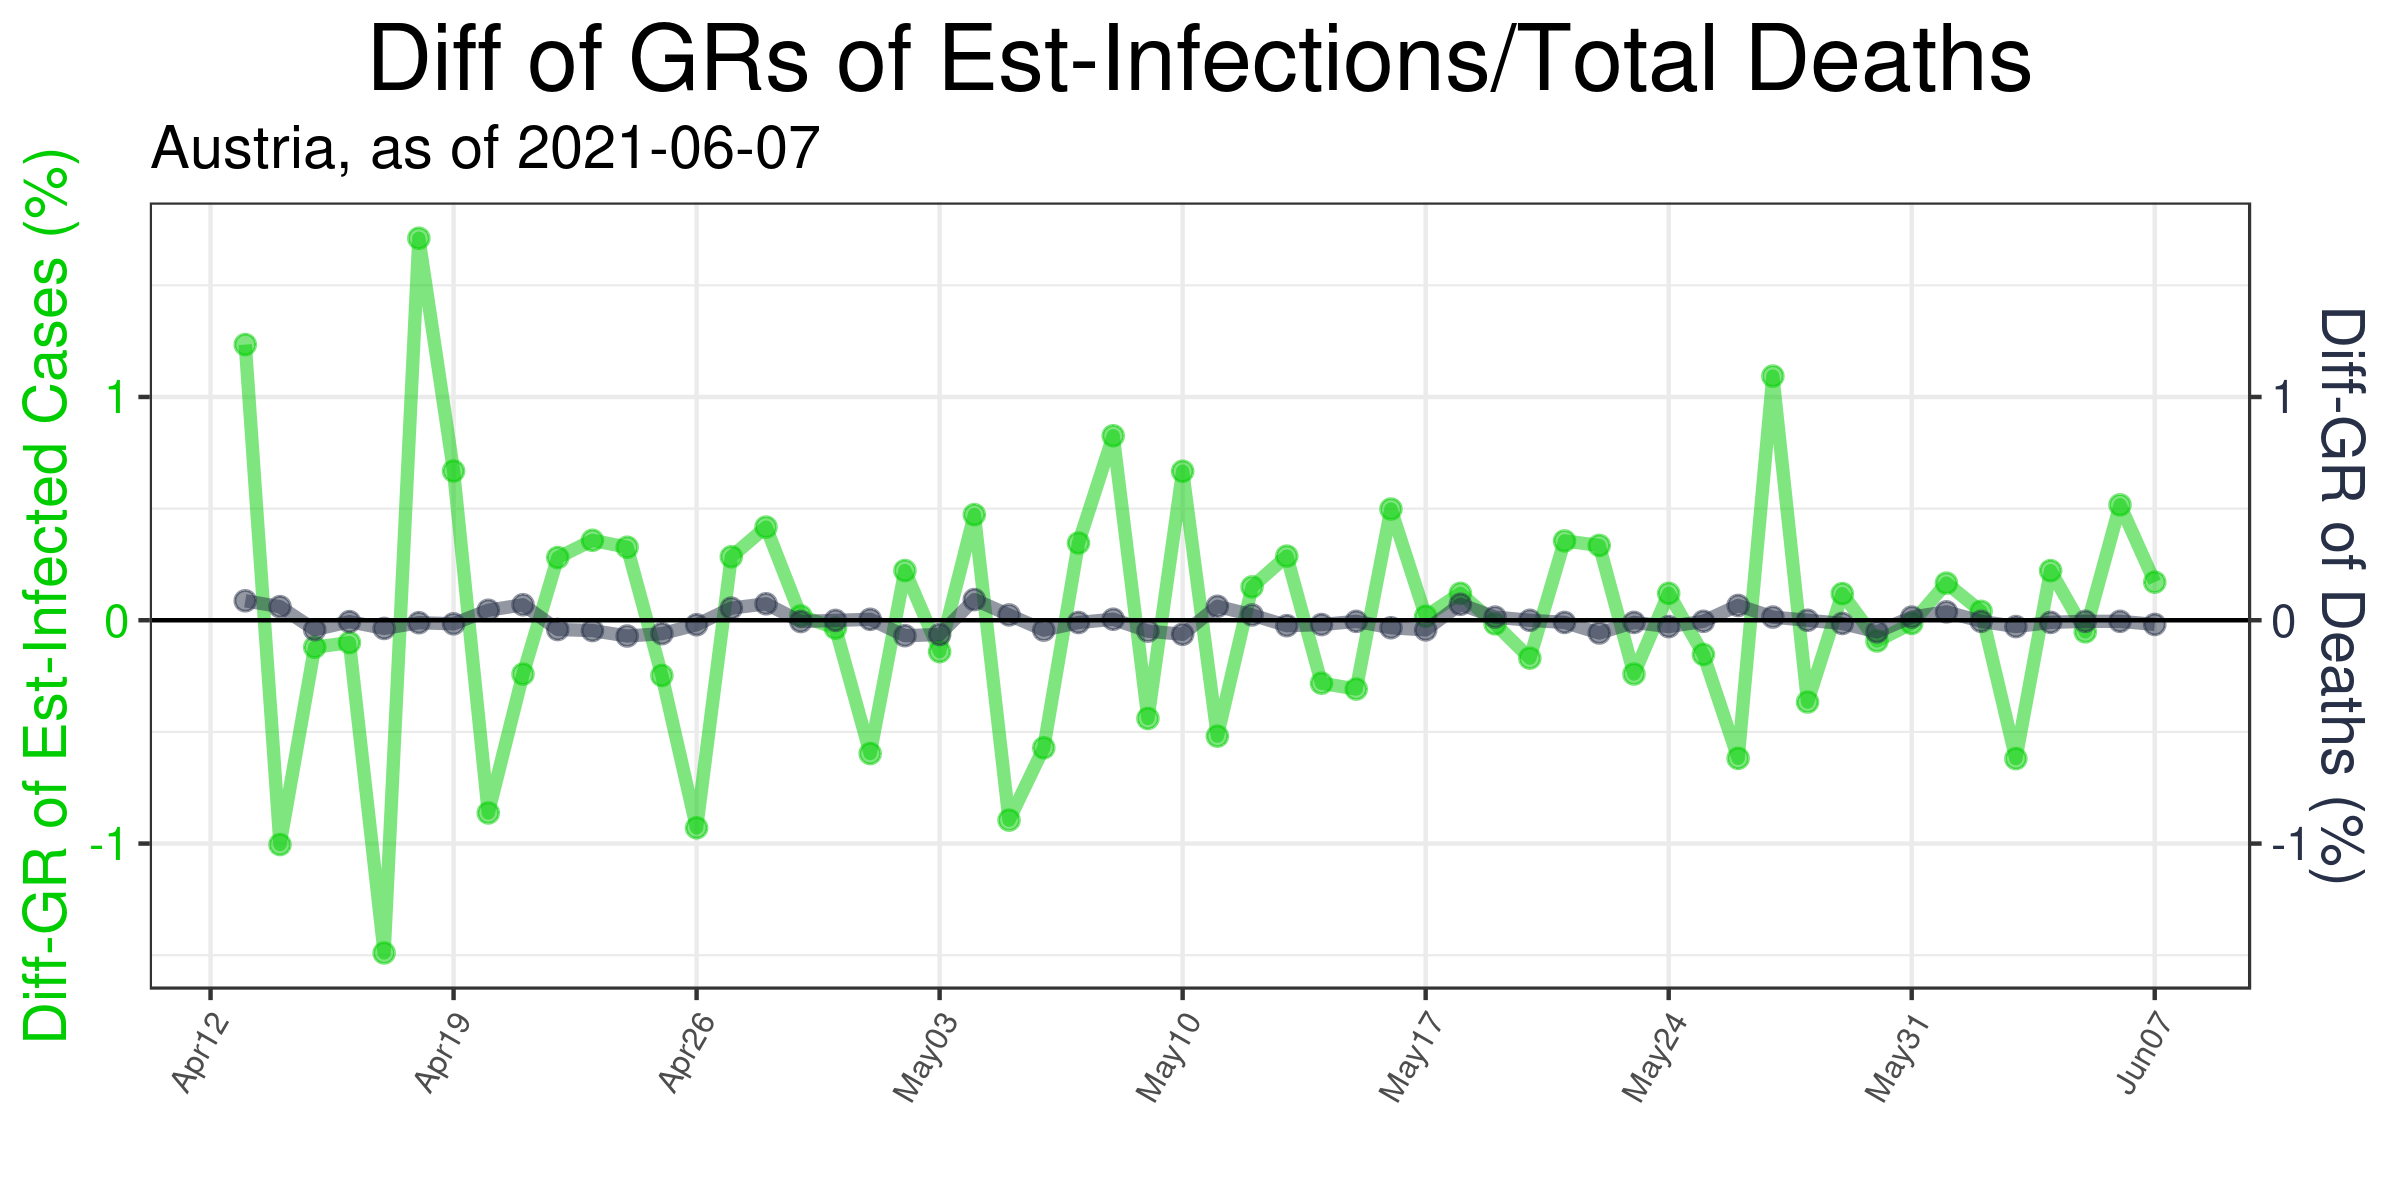 Diff of GRs of Est-Infections/Total Deaths
Austria, as of 2021-06-07
Diff-GR of Est-Infected Cases (%)
1
0
-1
1
0
-1
Diff-GR of Deaths (%)
Apr12
Apr19
Apr26
May03
May10
May17
May24
May31
Jun07